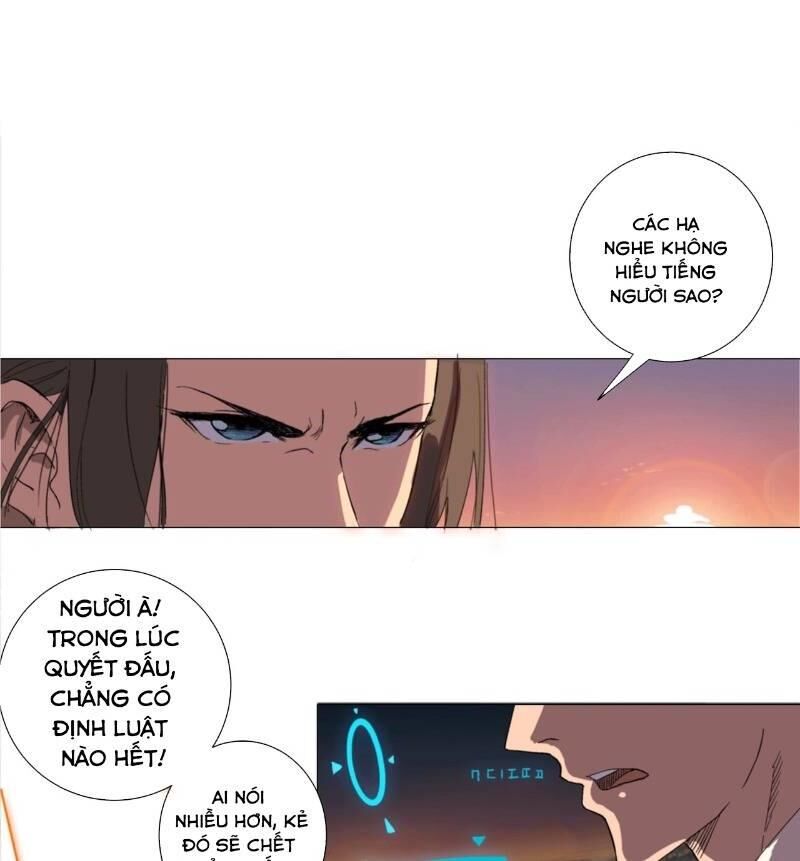 CÁC HẠ
NGHE KHÔNG
HIỂU TIẾNG
NGƯỜI SAO?
NGƯỜI À!
TRONG LÚC
QUYẾT ĐẤU,
CHẲNG CÓ
ĐỊNH LUẬT
NÀO HẾT!
AI NÓI
NHIỀU HƠN, KẺ
ĐÓ SẼ CHẾT